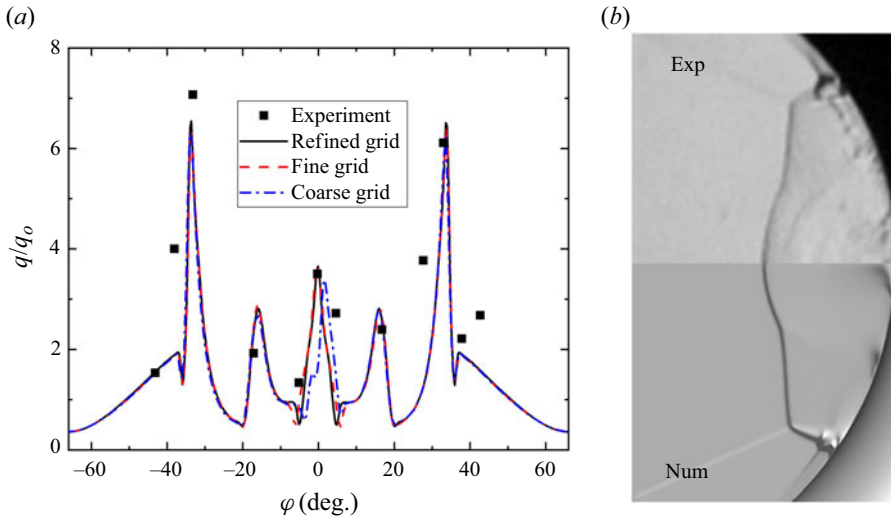 (a)
(b)
8
6
4
2
0
q/qo
Experiment
Refined grid
Fine grid
Coarse grid
–60 –40 –20 0 20 40 60
φ (deg.)
Exp
Num